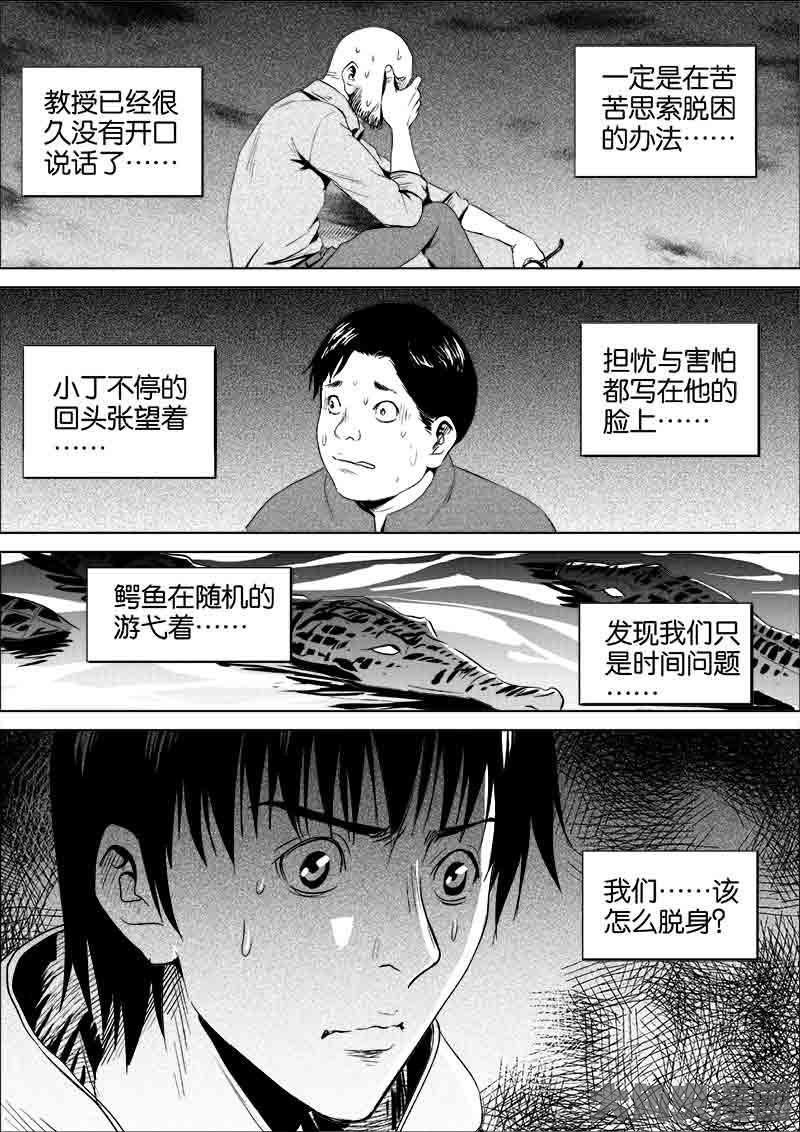 教授已经很
久没有开口
说话了……
一定是在苦
苦思索脱困
的办法……
小丁不停的
回头张望着
……
担忧与害怕
都写在他的
脸上……
鳄鱼在随机的
游弋着……
发现我们只
是时间问题
……
我们……该
怎么脱身？